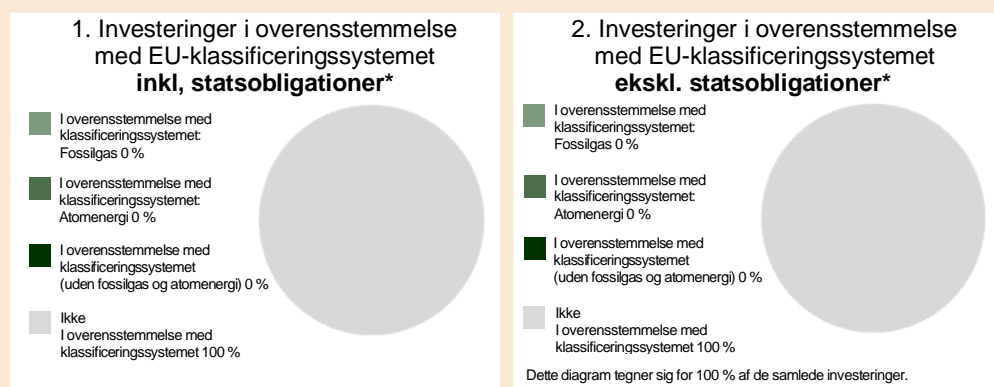 1. Investeringer i overensstemmelse
med EU-klassificeringssystemet
inkl, statsobligationer*
I overensstemmelse med
klassificeringssystemet:
Fossilgas 0 %
I overensstemmelse med
klassificeringssystemet:
Atomenergi 0 %
I overensstemmelse med
klassificeringssystemet
(uden fossilgas og atomenergi) 0 %
Ikke
I overensstemmelse med
klassificeringssystemet 100 %
2. Investeringer i overensstemmelse
med EU-klassificeringssystemet
ekskl. statsobligationer*
I overensstemmelse med
klassificeringssystemet:
Fossilgas 0 %
I overensstemmelse med
klassificeringssystemet:
Atomenergi 0 %
I overensstemmelse med
klassificeringssystemet
(uden fossilgas og atomenergi) 0 %
Ikke
I overensstemmelse med
klassificeringssystemet 100 %
Dette diagram tegner sig for 100 % af de samlede investeringer.